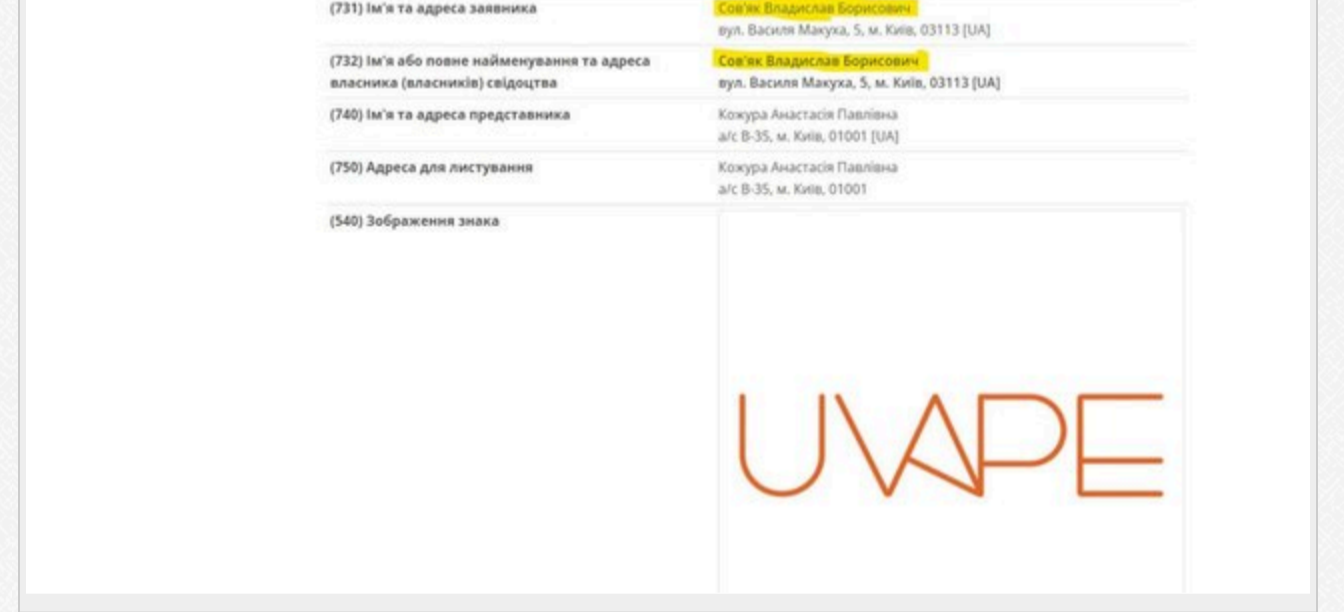 (731) Ім'я та адреса заявника
Сов'як Владислав Борисович
вул. Василя Макуха, 5, м. Київ, 03113 [UA]
(732) Ім'я або повне найменування та адреса
власника (власників) свідоцтва
Сов'як Владислав Борисович
вул. Василя Макуха, 5, м. Київ, 03113 [UA]
(740) Ім'я та адреса представника
Кожура Анастасія Павлівна
а/с В-35, м. Київ, 01001 [UA]
(750) Адреса для листування
Кожура Анастасія Павлівна
а/с В-35, м. Київ, 01001
(540) Зображення знака
UVAPE